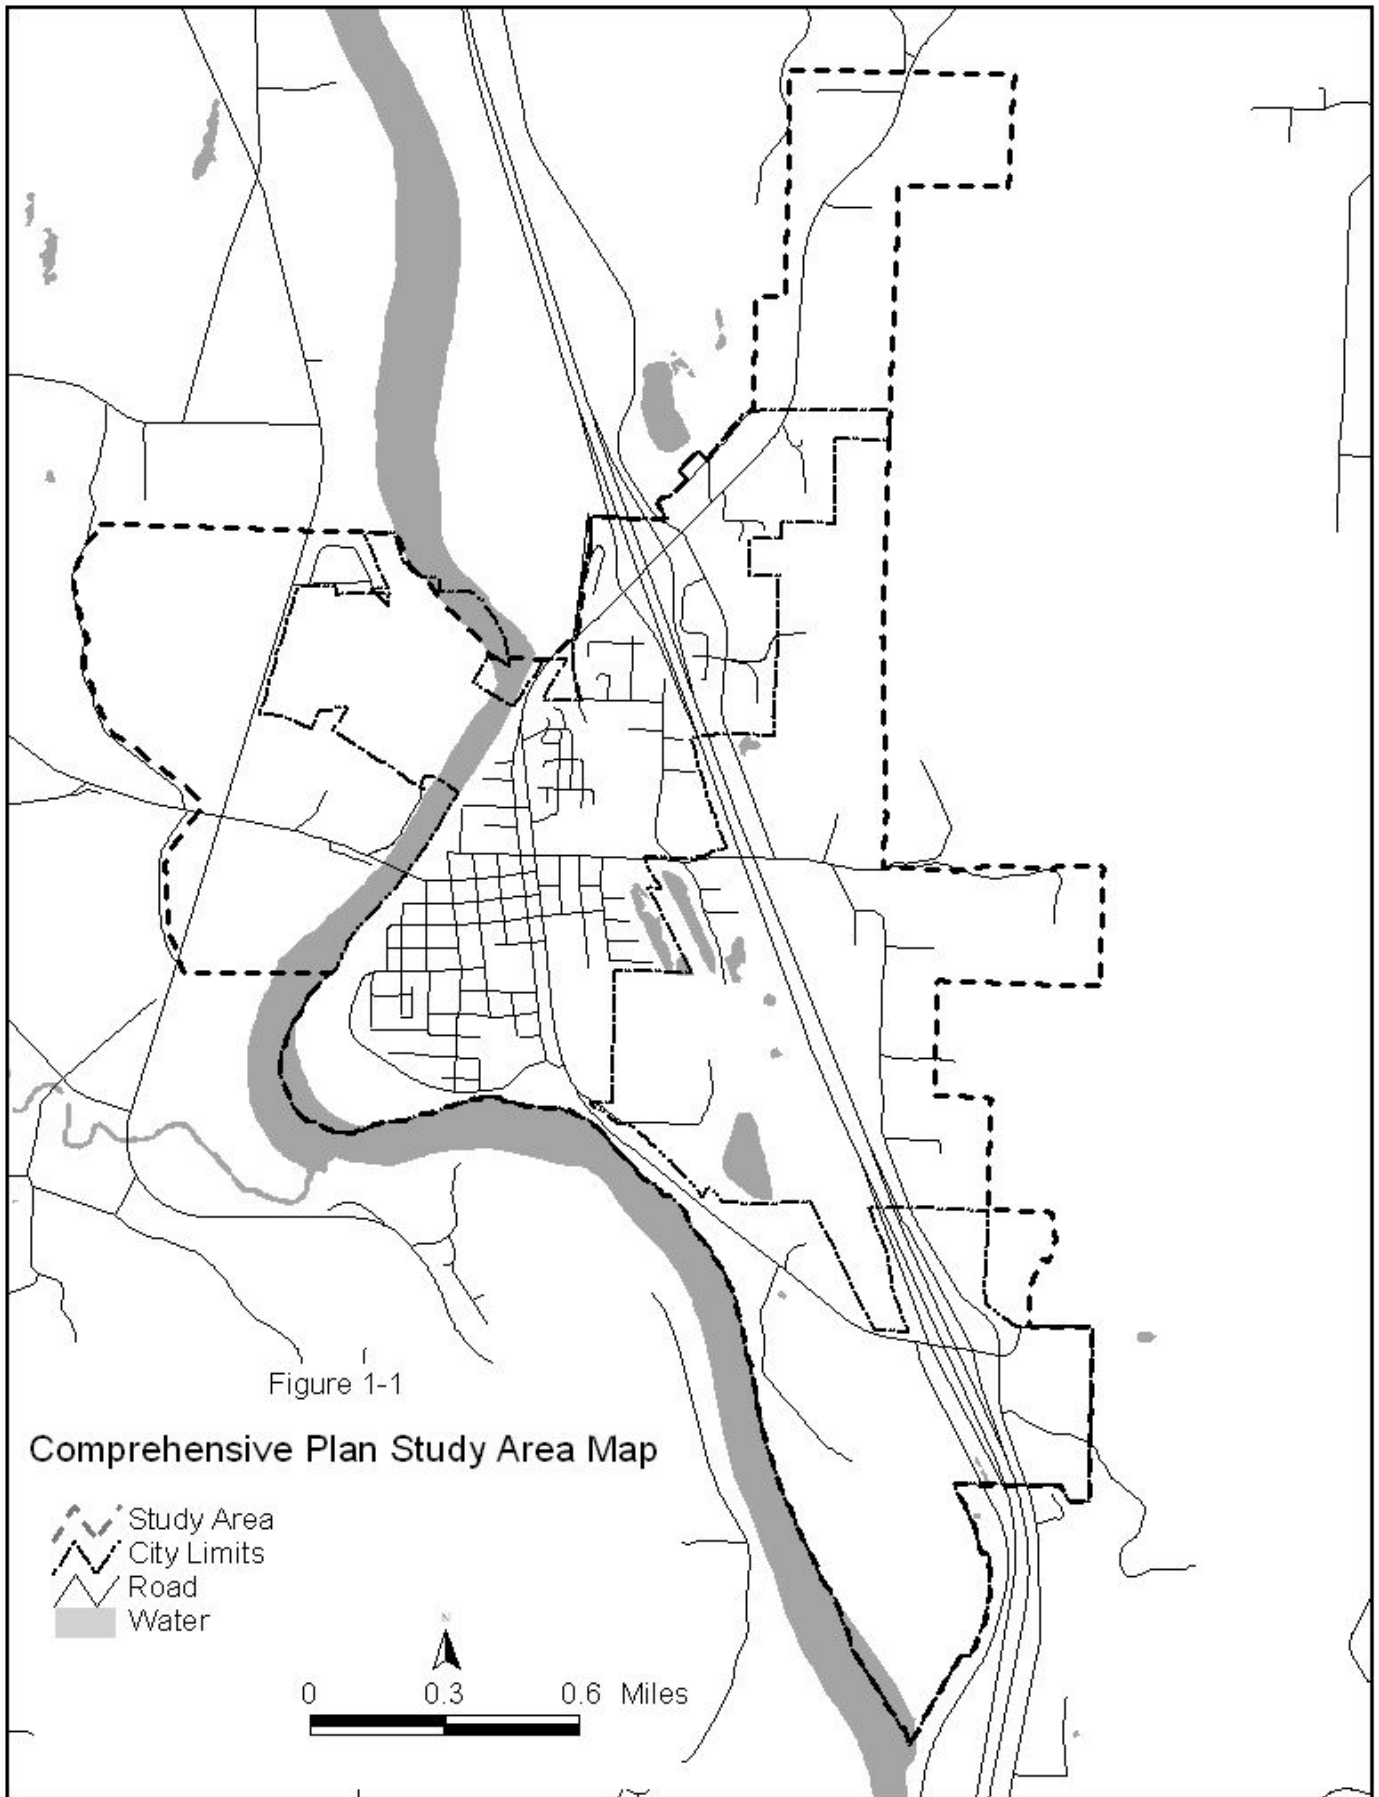 Figure 1-1
Comprehensive Plan Study Area Map
Study Area
City Limits
Road
Water
N
0 0.3 0.6 Miles